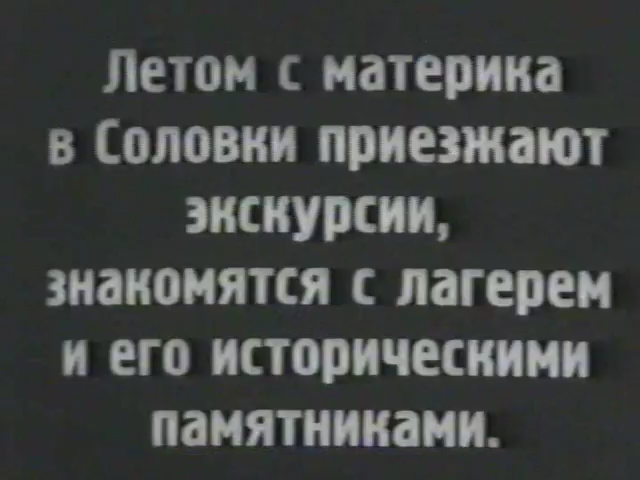 Летом с материка
в Соловки приезжают
экскурсии,
знакомятся с лагерем
и его историческими
памятниками.